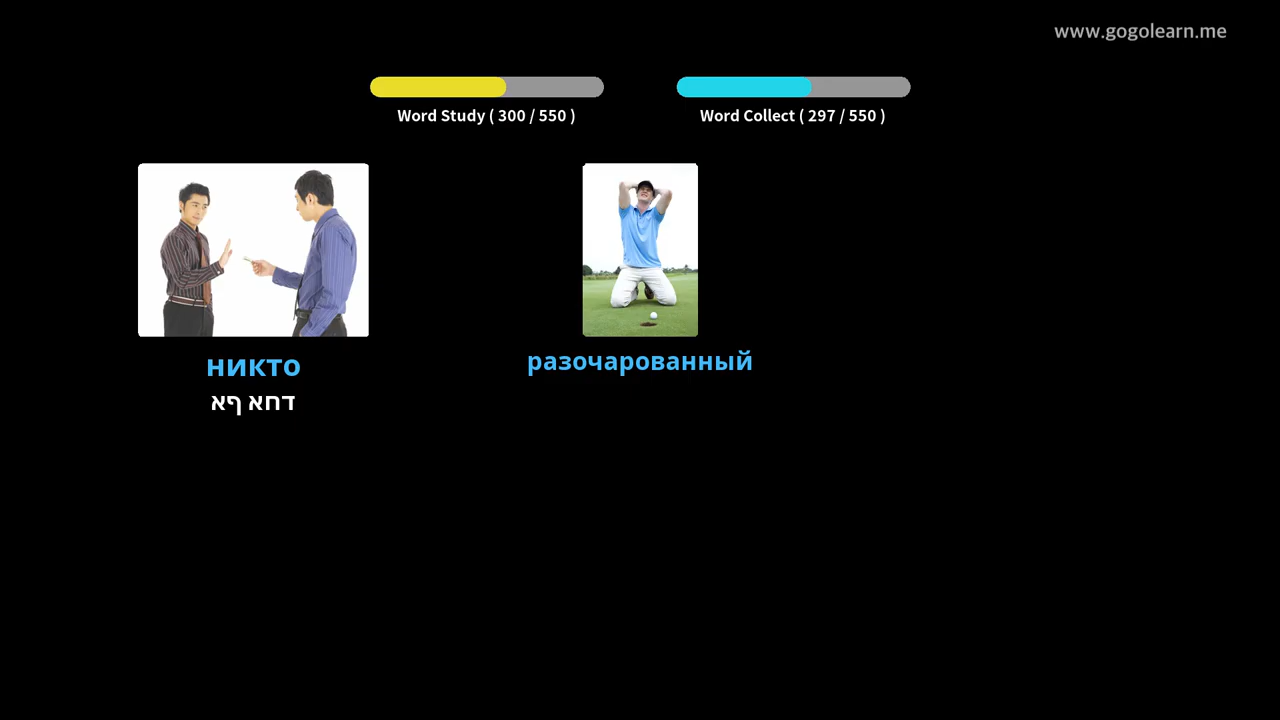 www.gogolearn.me
Word Study ( 300 / 550 )
Word Collect ( 297 / 550 )
никто
דחא ףא
разочарованный